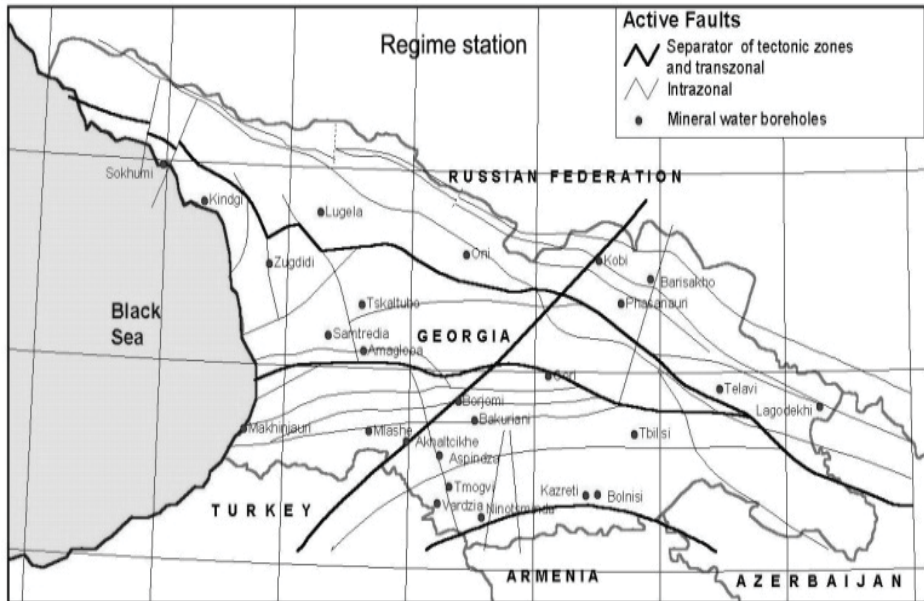 Regime station
Active Faults
Separator of tectonic zones
and transzonal
Intrazonal
Mineral water boreholes
RUSSIAN FEDERATION
Sokhumi
Kindgi
Lugela
Oni
Kobi
Zugdidi
Barisakho
Tskaltubo
Phasanauri
Black
Sea
Samtredia
GEORGIA
Amaglopa
Gori
Telavi
Borjomi
Lagodekhi
Bakuriani
Makhinjauri
Mlashe
Tbilisi
Akhaltcikhe
Aspindza
Tmogvi
Kazreti
Bolnisi
TURKEY
Vardzia
Ninotsminda
ARMENIA
AZERBAIJAN